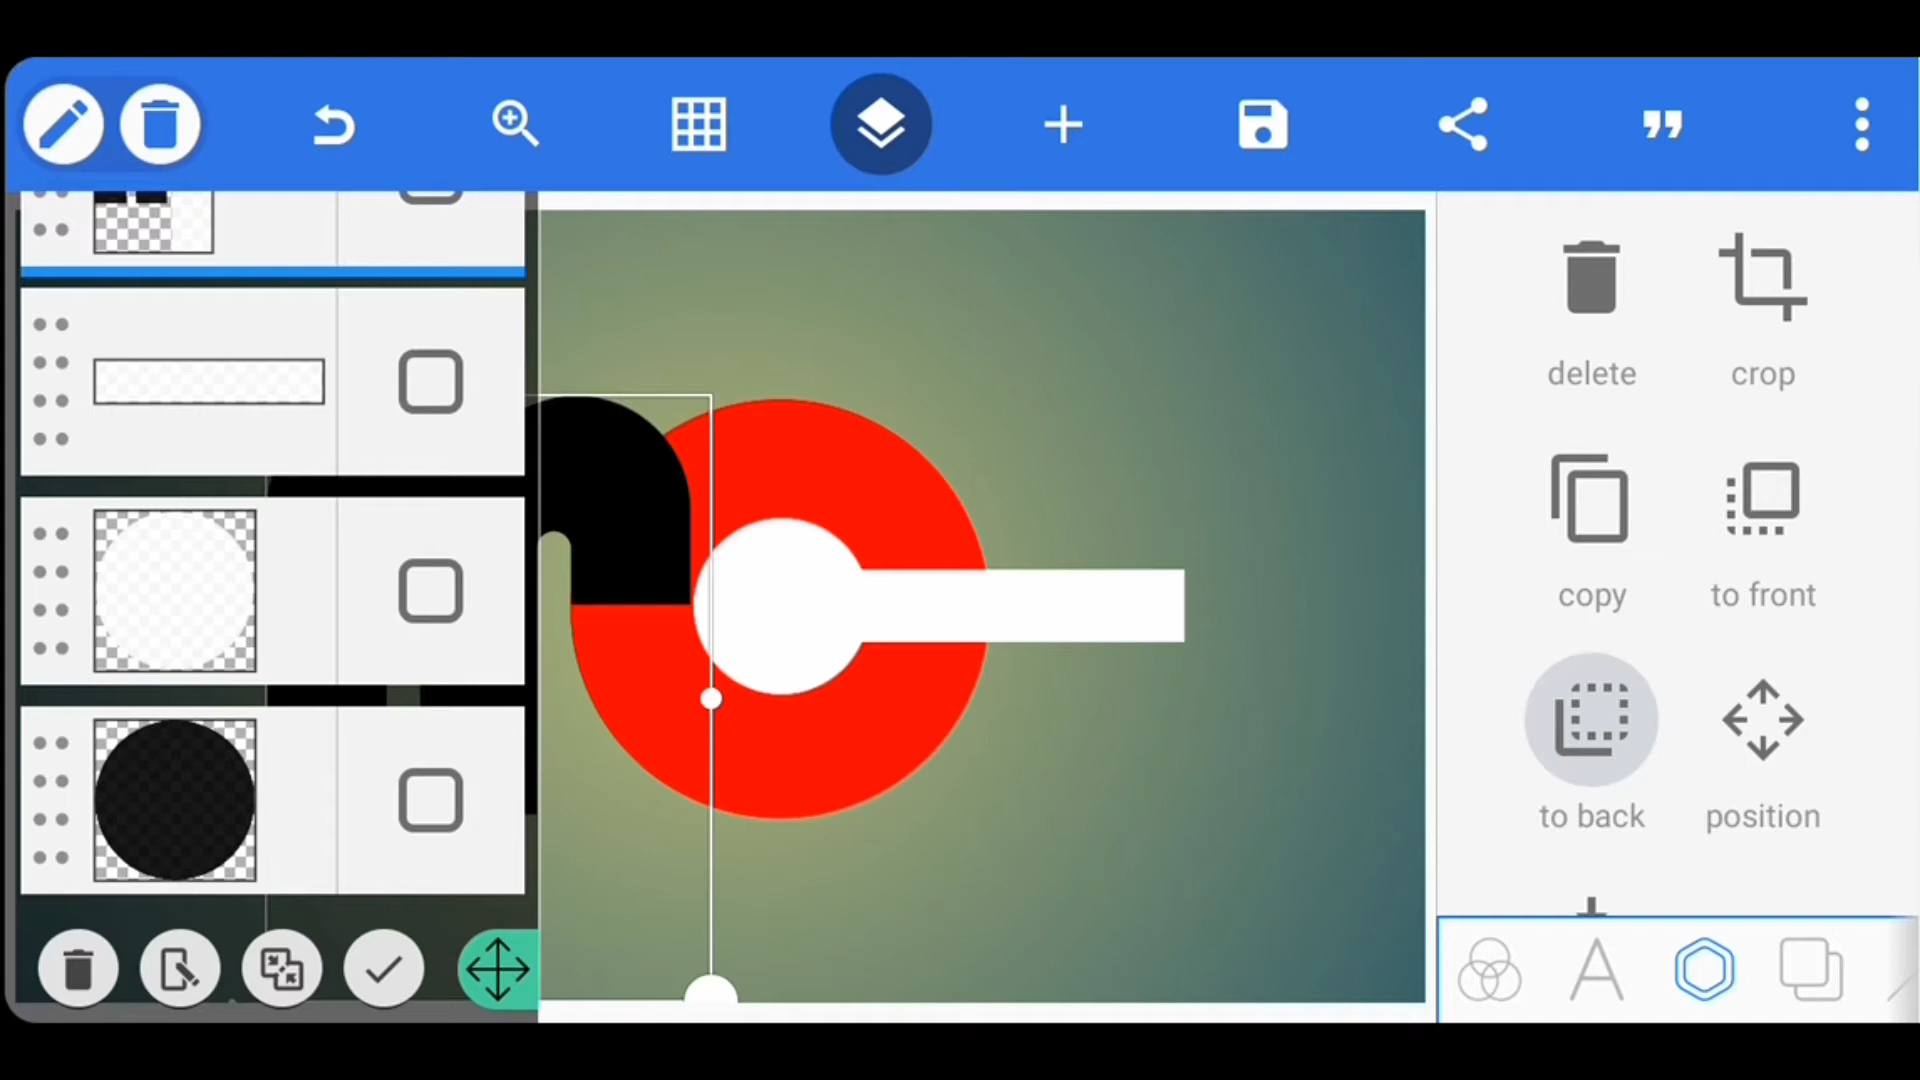 delete
crop
copy
to front
to back
position